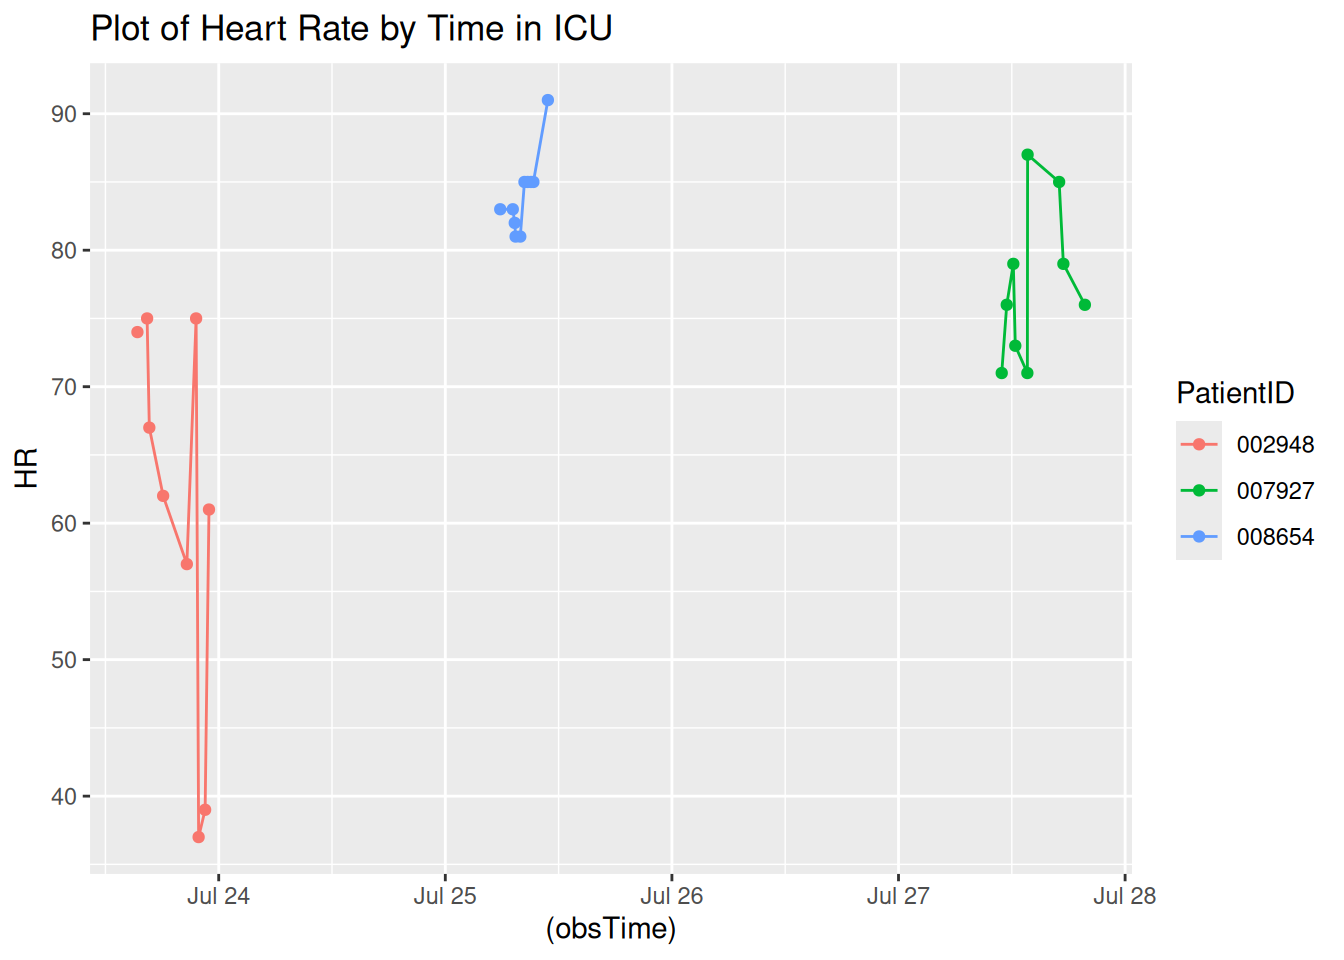 Plot of Heart Rate by Time in ICU
90
80
70
60
50
40
HR
Jul 24
Jul 25
Jul 26
Jul 27
Jul 28
(obsTime)
PatientID
002948
007927
008654